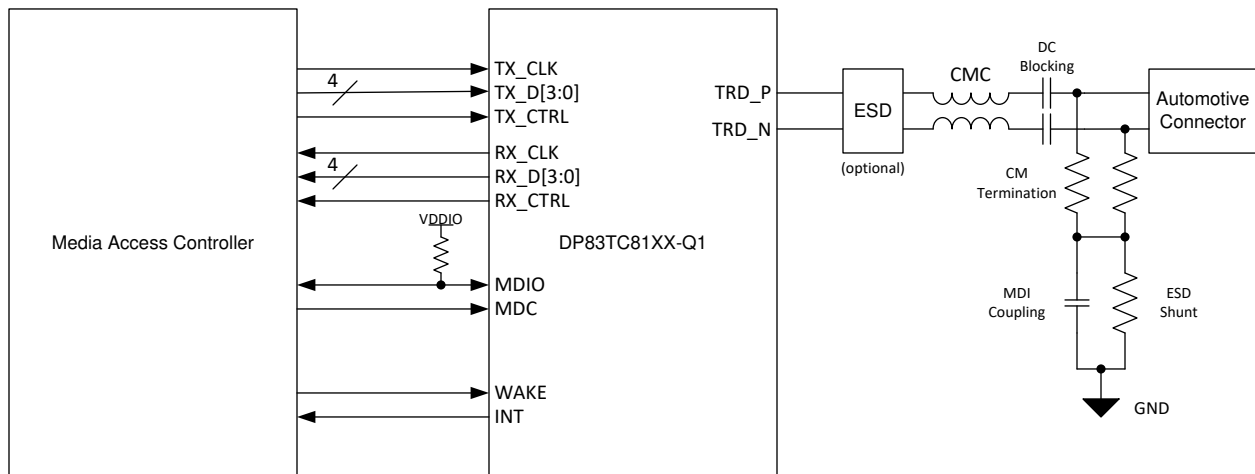 Media Access Controller
4
4
VDDIO
TX_CLK
TX_D[3:0]
TX_CTRL
RX_CLK
RX_D[3:0]
RX_CTRL
MDIO
MDC
WAKE
INT
DP83TC81XX-Q1
TRD_P
TRD_N
ESD
(optional)
CMC
DC
Blocking
Automotive
Connector
CM
Termination
MDI
Coupling
ESD
Shunt
GND